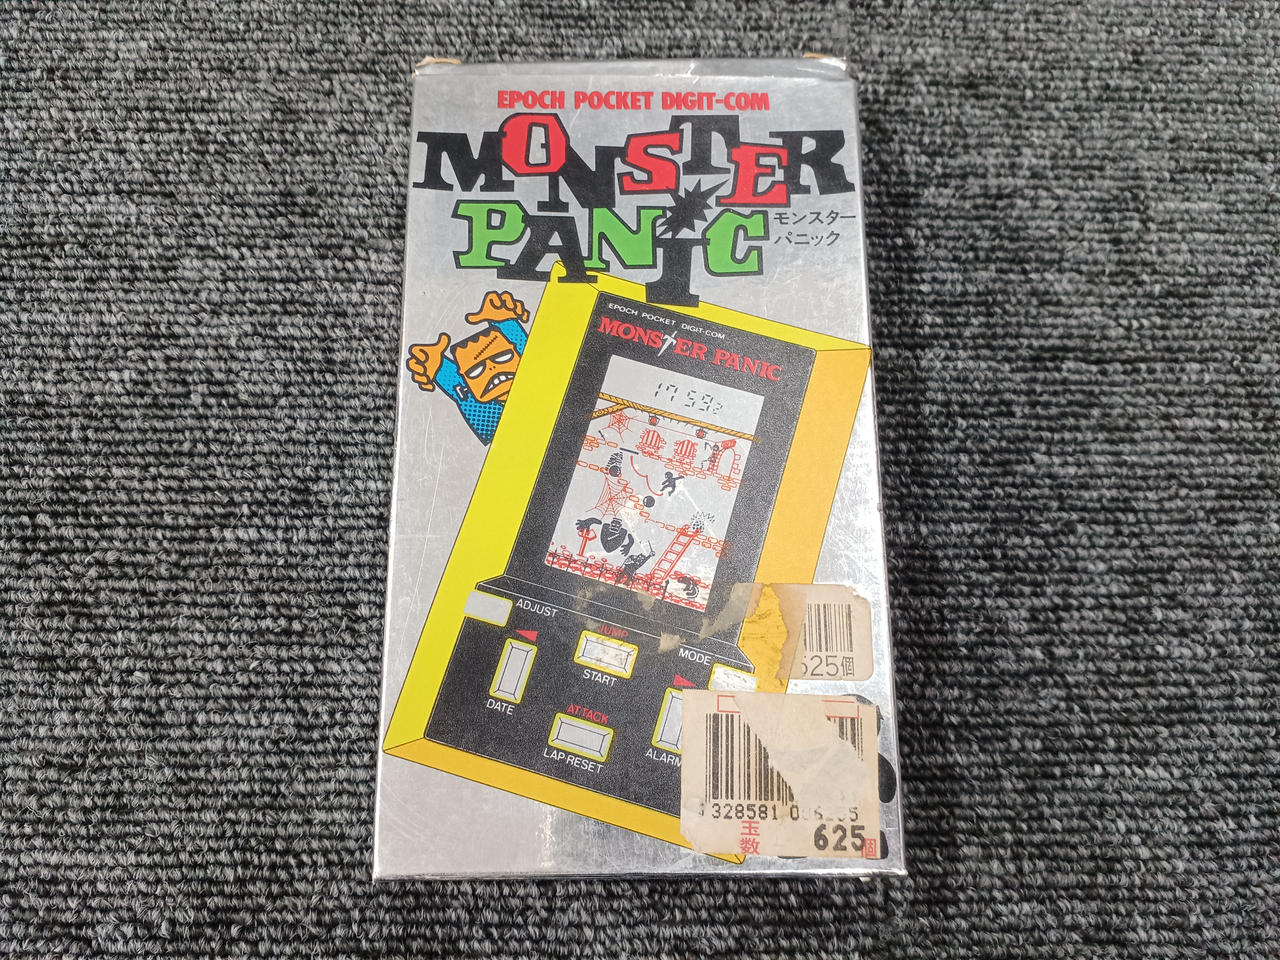 EPOCH POCKET DIGIT-COM
MONSTER
PANIC
モンスター
パニック
EPOCH POCKET DIGIT-COM
MONSTER PANIC
17 59
ADJUST
JUMP
START
MODE
DATE
ATTACK
LAP RESET
ALARM
525個
328581
玉数
625個